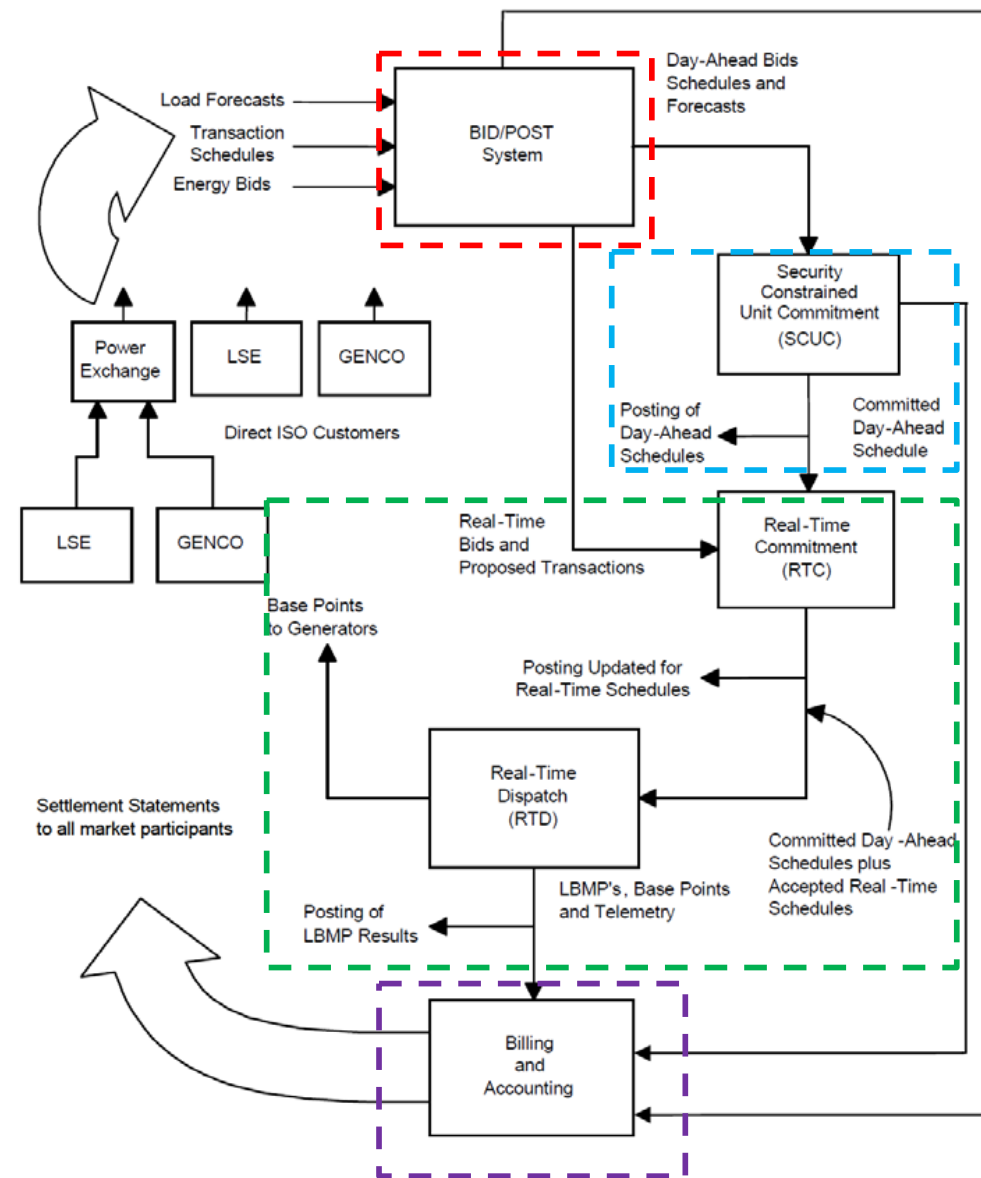 Day-Ahead Bids
Schedules and
Forecasts
Load Forecasts
Transaction
Schedules
Energy Bids
BID/POST
System
Security
Constrained
Unit Commitment
(SCUC)
Power
Exchange
LSE
GENCO
Direct ISO Customers
Posting of
Day-Ahead
Schedules
Committed
Day-Ahead
Schedule
LSE
GENCO
Real-Time
Bids and
Proposed Transactions
Real-Time
Commitment
(RTC)
Base Points
to Generators
Posting Updated for
Real-Time Schedules
Real-Time
Dispatch
(RTD)
Settlement Statements
to all market participants
Committed Day -Ahead
Schedules plus
Accepted Real -Time
Schedules
LBMP's, Base Points
and Telemetry
Posting of
LBMP Results
Billing
and
Accounting